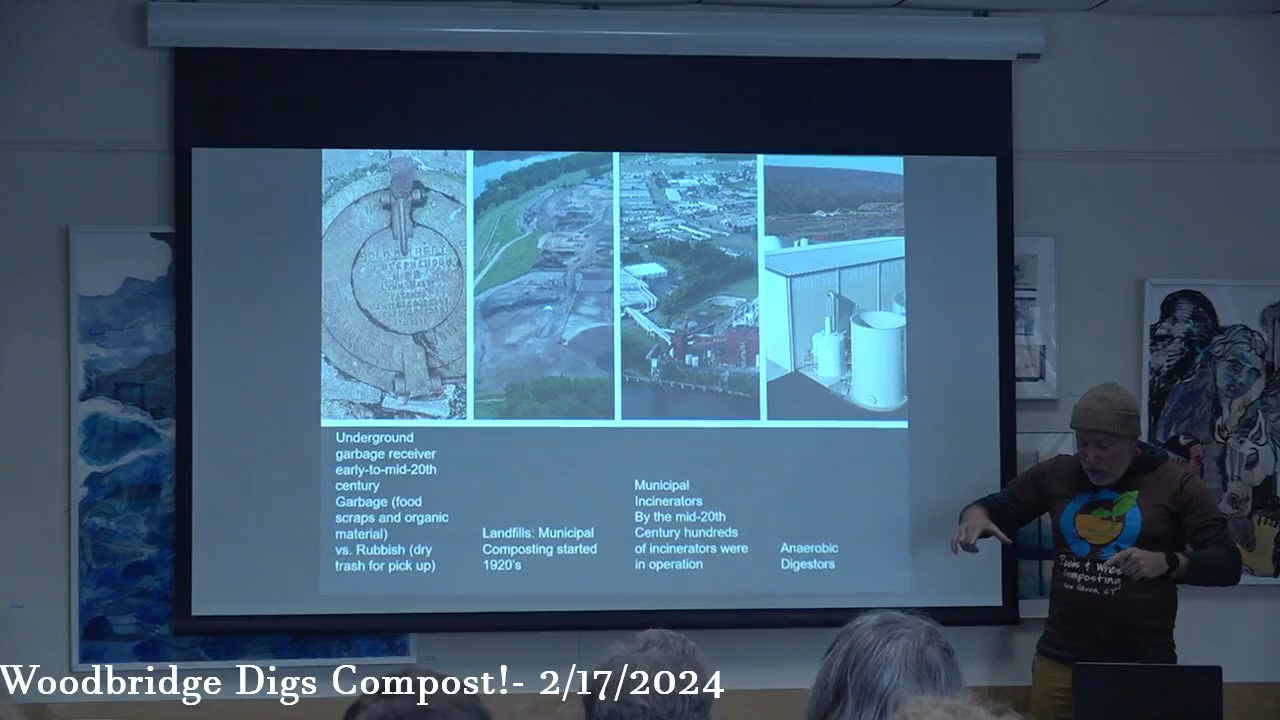 Underground
garbage receiver
early-to-mid-20th
century
Garbage (food
scraps and organic
material)
vs. Rubbish (dry
trash for pick up)
Landfills: Municipal
Composting started
1920's
Municipal
Incinerators
By the mid-20th
Century hundreds
of incinerators were
in operation
Anaerobic
Digestors
Composting
Woodbridge Digs Compost!- 2/17/2024